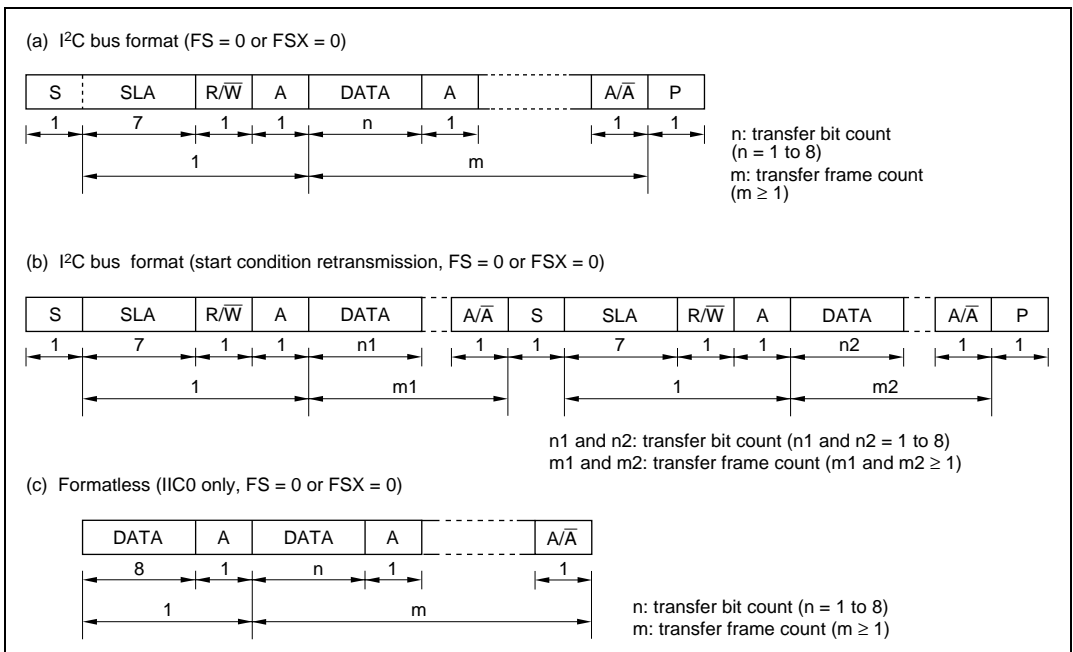 (a) I²C bus format (FS = 0 or FSX = 0)
S SLA R/W̅ A DATA A A/A̅ P
1 7 1 1 n 1 1 1
1 m
n: transfer bit count
(n = 1 to 8)
m: transfer frame count
(m ≥ 1)
(b) I²C bus format (start condition retransmission, FS = 0 or FSX = 0)
S SLA R/W̅ A DATA A/A̅ S SLA R/W̅ A DATA A/A̅ P
1 7 1 1 n1 1 1 7 1 1 n2 1 1
1 m1 1 m2
n1 and n2: transfer bit count (n1 and n2 = 1 to 8)
m1 and m2: transfer frame count (m1 and m2 ≥ 1)
(c) Formatless (IIC0 only, FS = 0 or FSX = 0)
DATA A DATA A A/A̅
8 1 n 1 1
1 m
n: transfer bit count (n = 1 to 8)
m: transfer frame count (m ≥ 1)